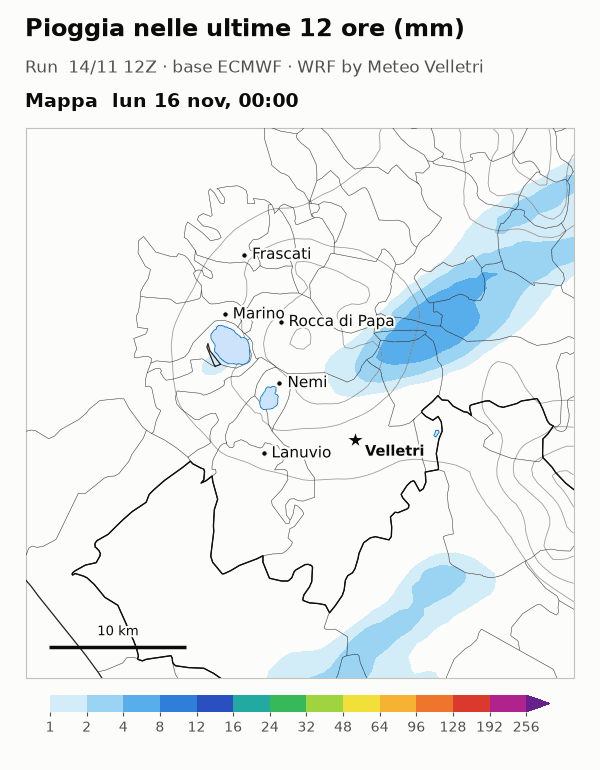 Pioggia nelle ultime 12 ore (mm)
Run 14/11 12Z · base ECMWF · WRF by Meteo Velletri
Mappa lun 16 nov, 00:00
Frascati
Marino
Rocca di Papa
Nemi
Velletri
Lanuvio
10 km
1 2 4 8 12 16 24 32 48 64 96 128 192 256